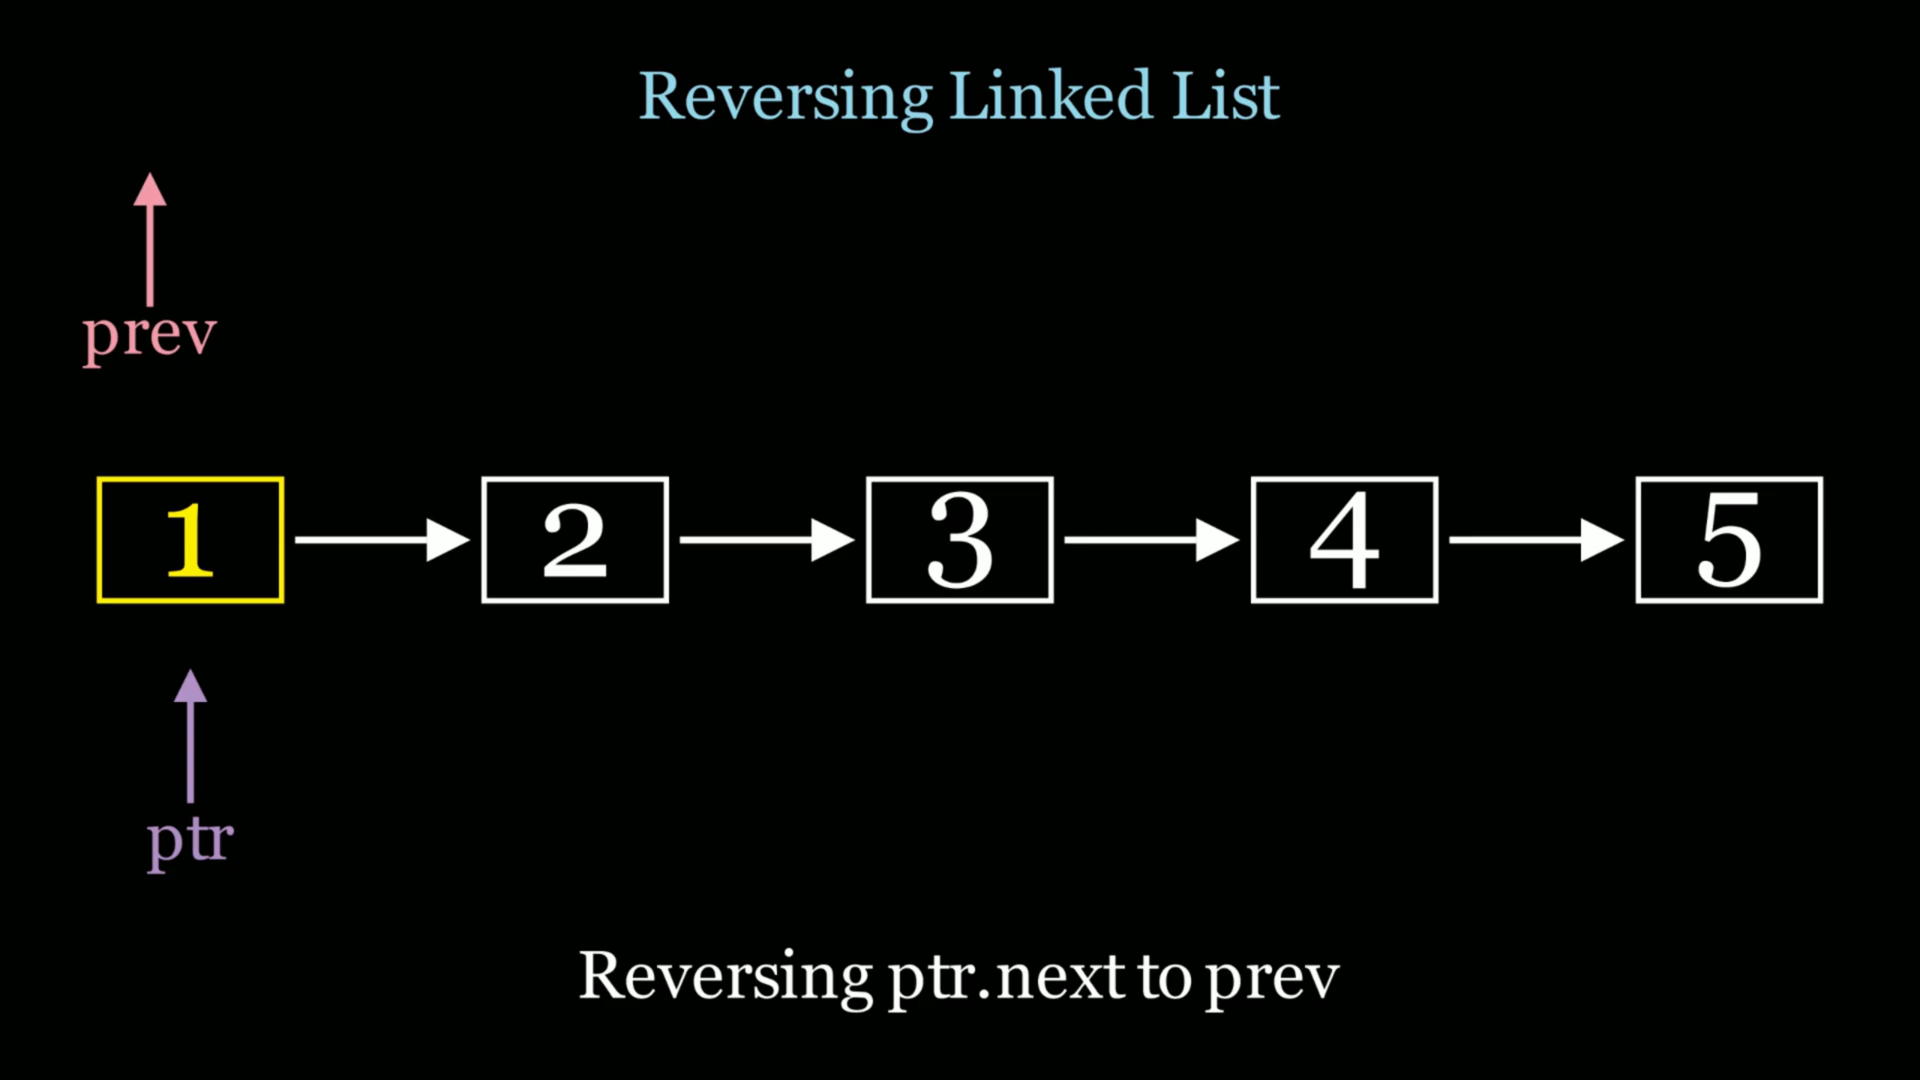 Reversing Linked List
prev
1 2 3 4 5
ptr
Reversing ptr.next to prev